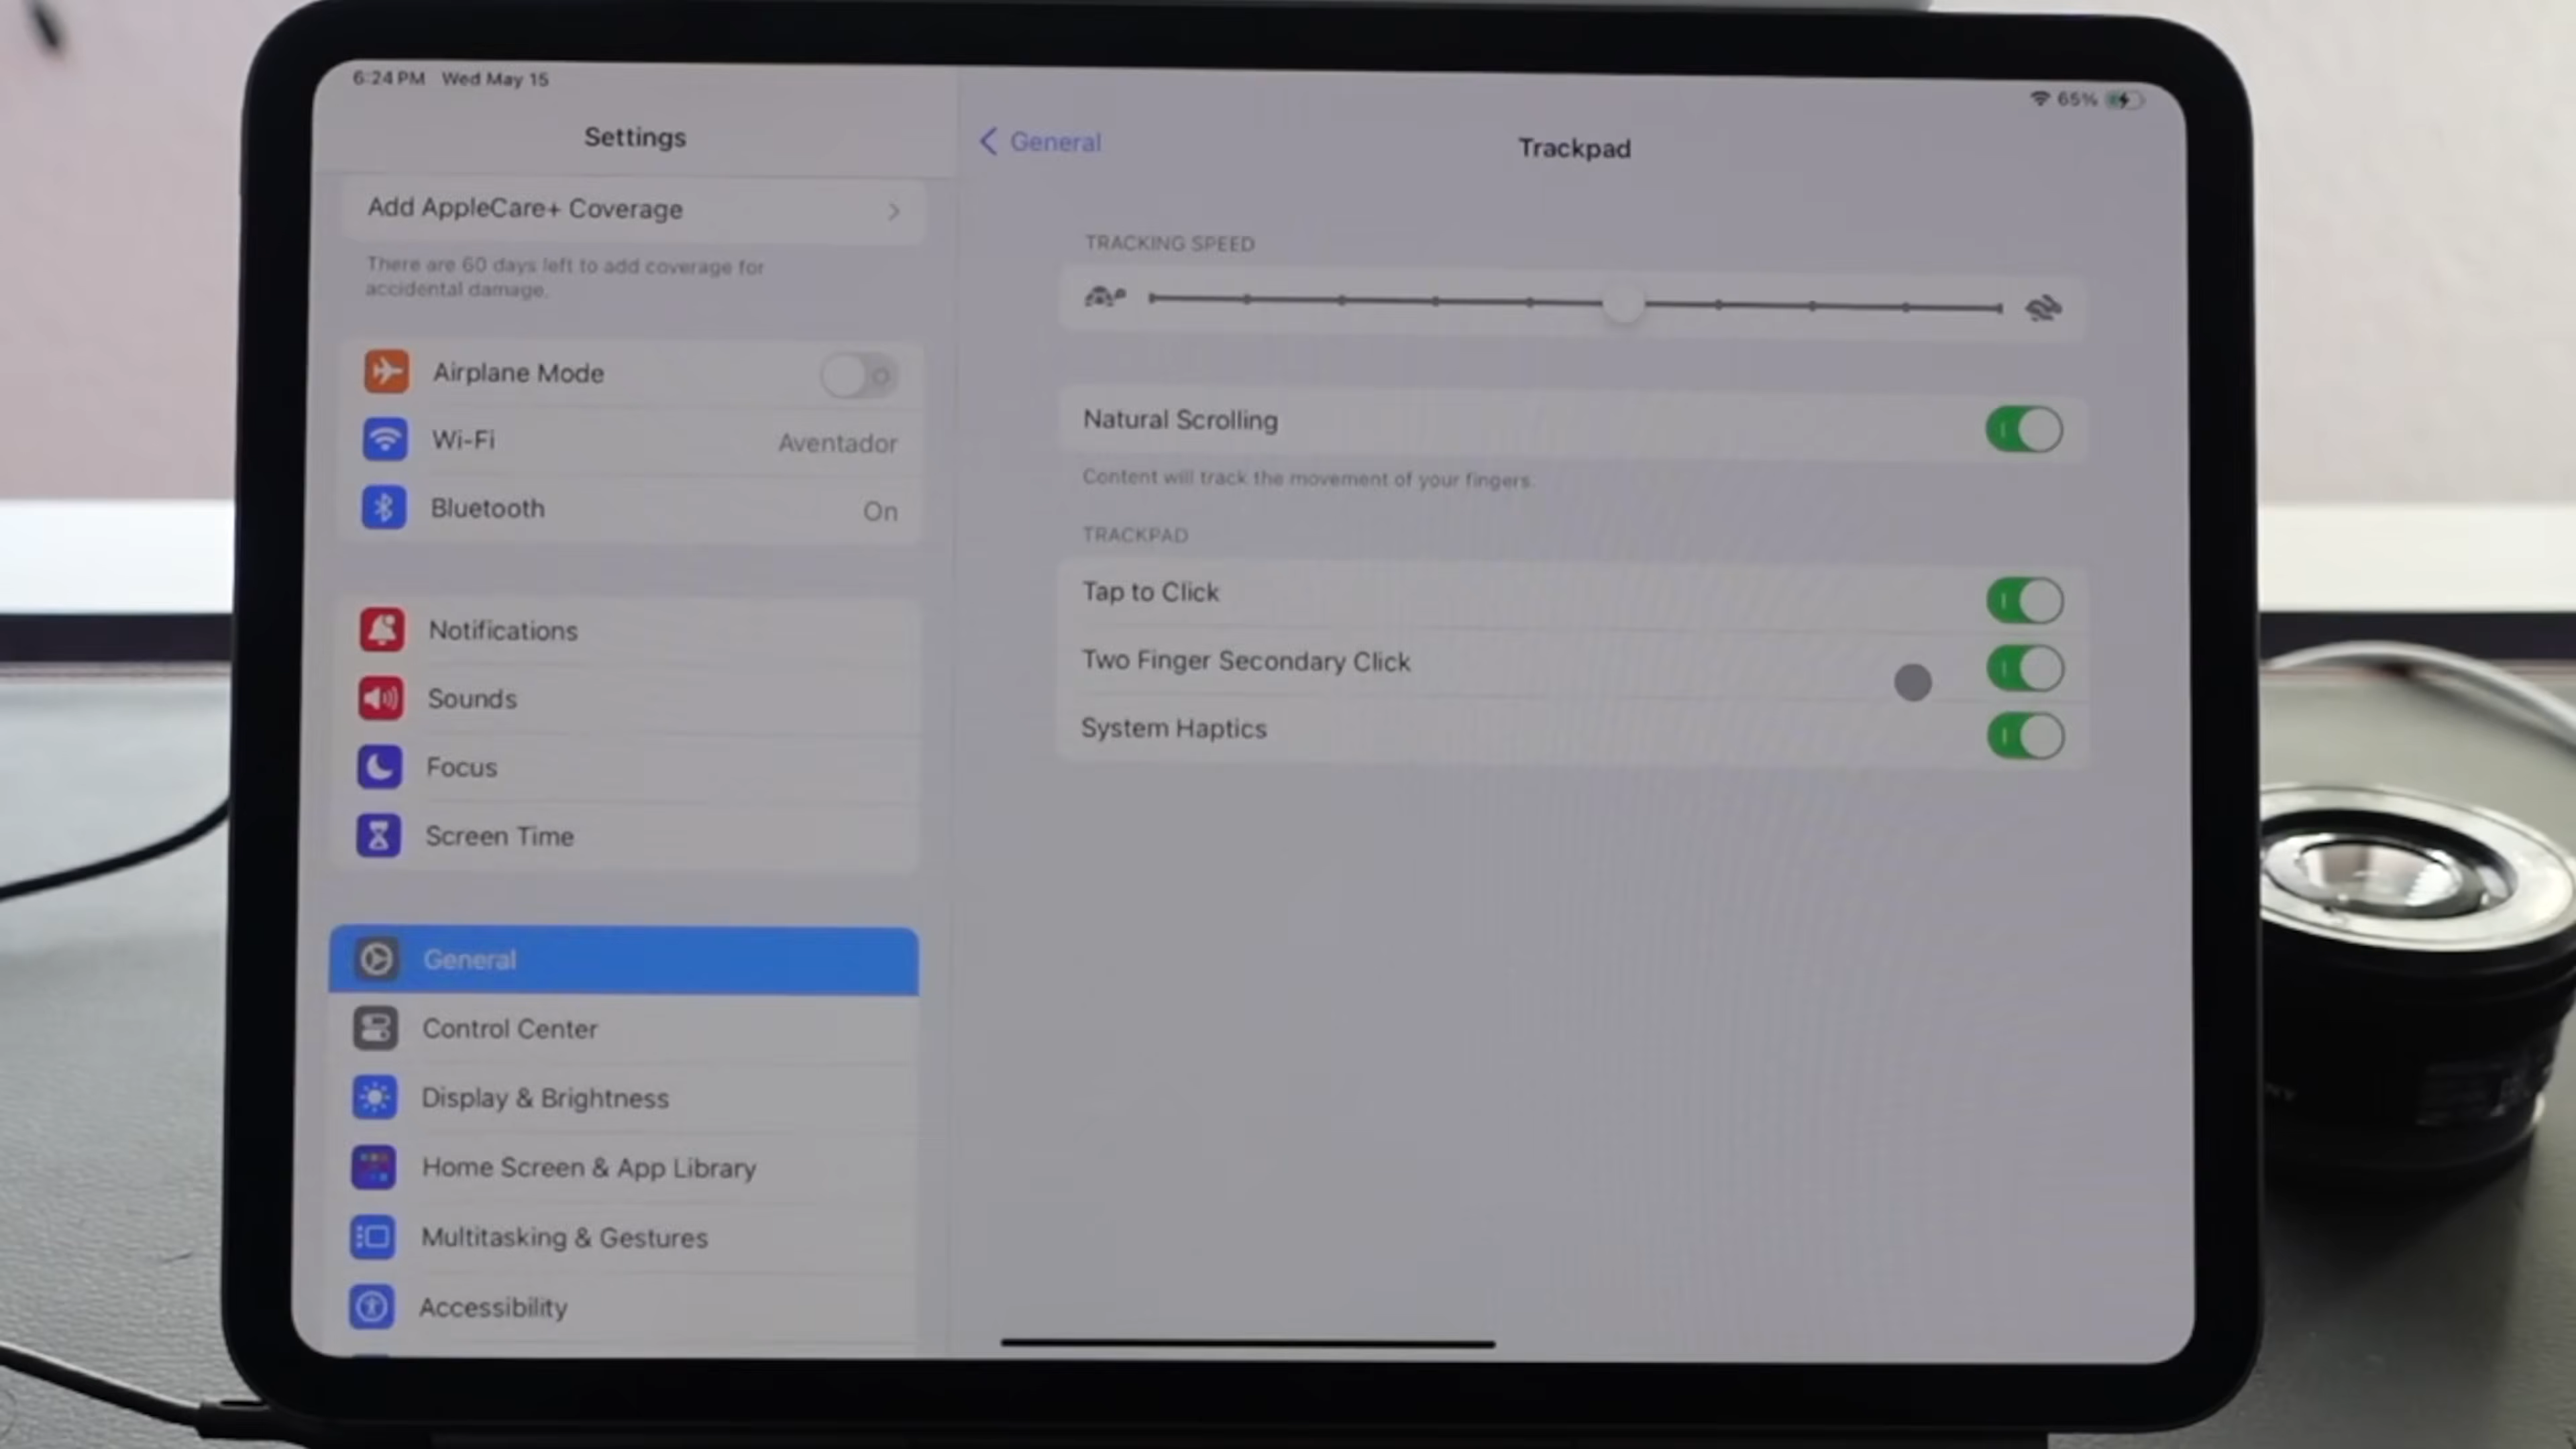 6:24 PM Wed May 15
65%
Settings
Add AppleCare+ Coverage
There are 60 days left to add coverage for
accidental damage.
Airplane Mode
Wi-Fi Aventador
Bluetooth On
Notifications
Sounds
Focus
Screen Time
General
Control Center
Display & Brightness
Home Screen & App Library
Multitasking & Gestures
Accessibility
General
Trackpad
TRACKING SPEED
Natural Scrolling
Content will track the movement of your fingers.
TRACKPAD
Tap to Click
Two Finger Secondary Click
System Haptics